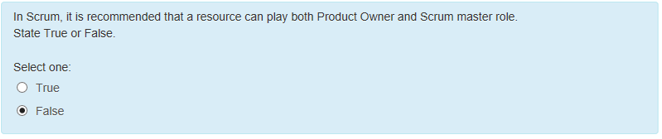 In Scrum, it is recommended that a resource can play both Product Owner and Scrum master role.
State True or False.
Select one:
True
False